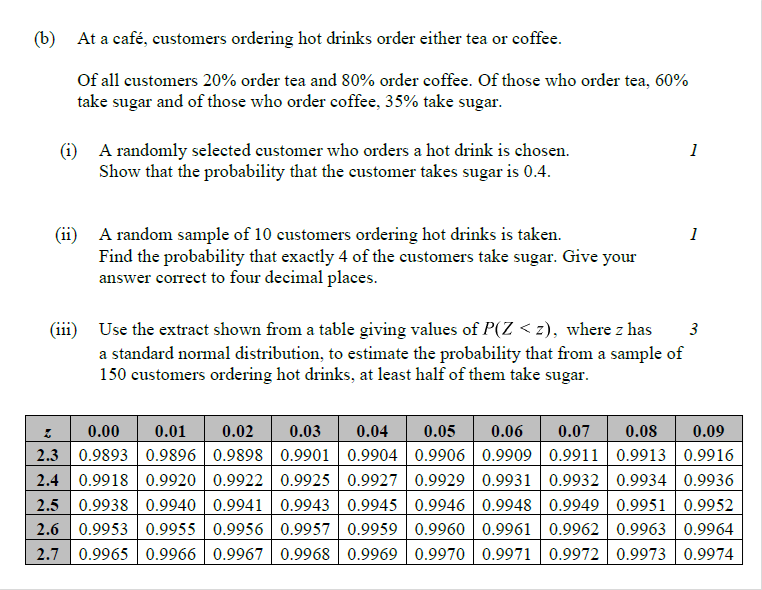 (b) At a café, customers ordering hot drinks order either tea or coffee.
Of all customers 20% order tea and 80% order coffee. Of those who order tea, 60%
take sugar and of those who order coffee, 35% take sugar.
(i) A randomly selected customer who orders a hot drink is chosen. 1
Show that the probability that the customer takes sugar is 0.4.
(ii) A random sample of 10 customers ordering hot drinks is taken. 1
Find the probability that exactly 4 of the customers take sugar. Give your
answer correct to four decimal places.
(iii) Use the extract shown from a table giving values of P(Z < z), where z has 3
a standard normal distribution, to estimate the probability that from a sample of
150 customers ordering hot drinks, at least half of them take sugar.
z 0.00 0.01 0.02 0.03 0.04 0.05 0.06 0.07 0.08 0.09
2.3 0.9893 0.9896 0.9898 0.9901 0.9904 0.9906 0.9909 0.9911 0.9913 0.9916
2.4 0.9918 0.9920 0.9922 0.9925 0.9927 0.9929 0.9931 0.9932 0.9934 0.9936
2.5 0.9938 0.9940 0.9941 0.9943 0.9945 0.9946 0.9948 0.9949 0.9951 0.9952
2.6 0.9953 0.9955 0.9956 0.9957 0.9959 0.9960 0.9961 0.9962 0.9963 0.9964
2.7 0.9965 0.9966 0.9967 0.9968 0.9969 0.9970 0.9971 0.9972 0.9973 0.9974